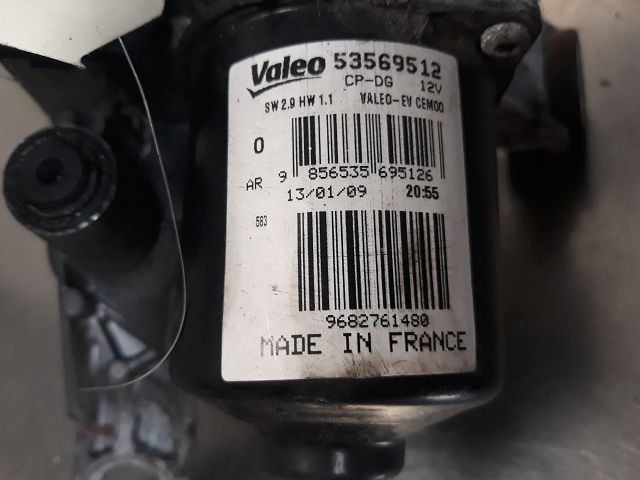 Valeo 53569512
CP-DG 12V
SW 2.9 HW 1.1 VALEO-EV CEMOO
0
9 856535 695126
AR
13/01/09 20:55
583
9682761480
MADE IN FRANCE